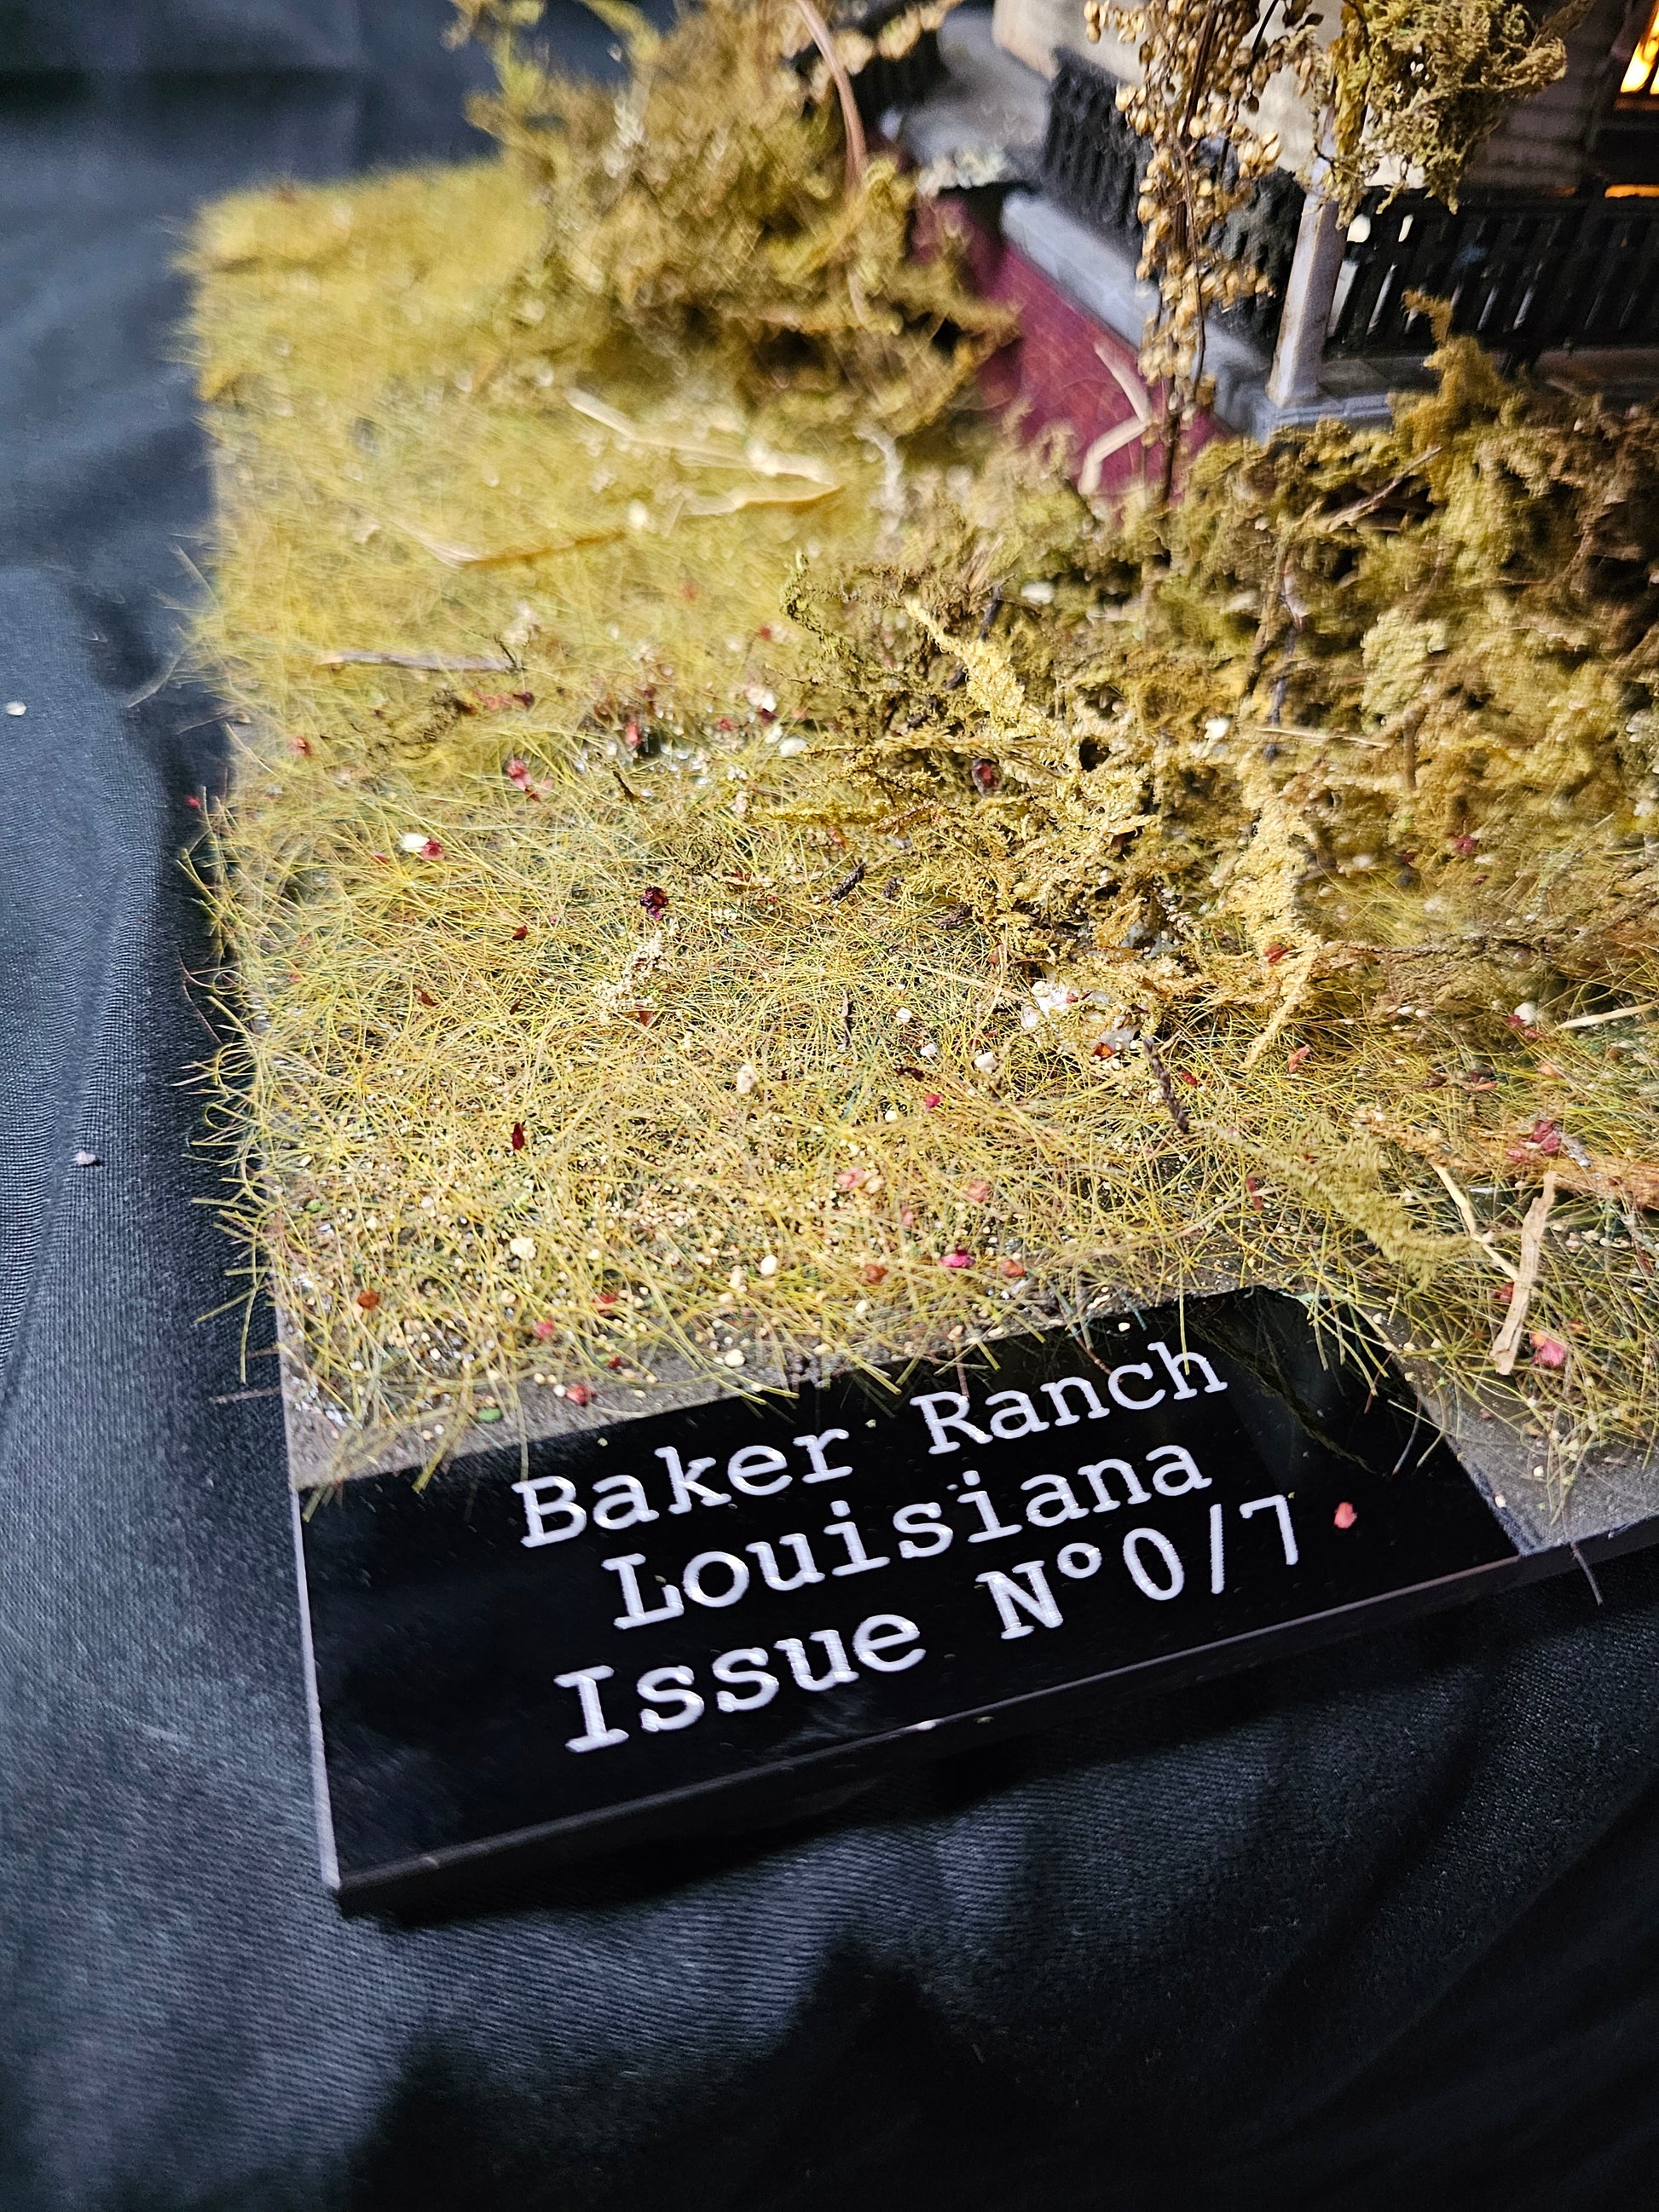 Baker Ranch
Louisiana
Issue N°0/7